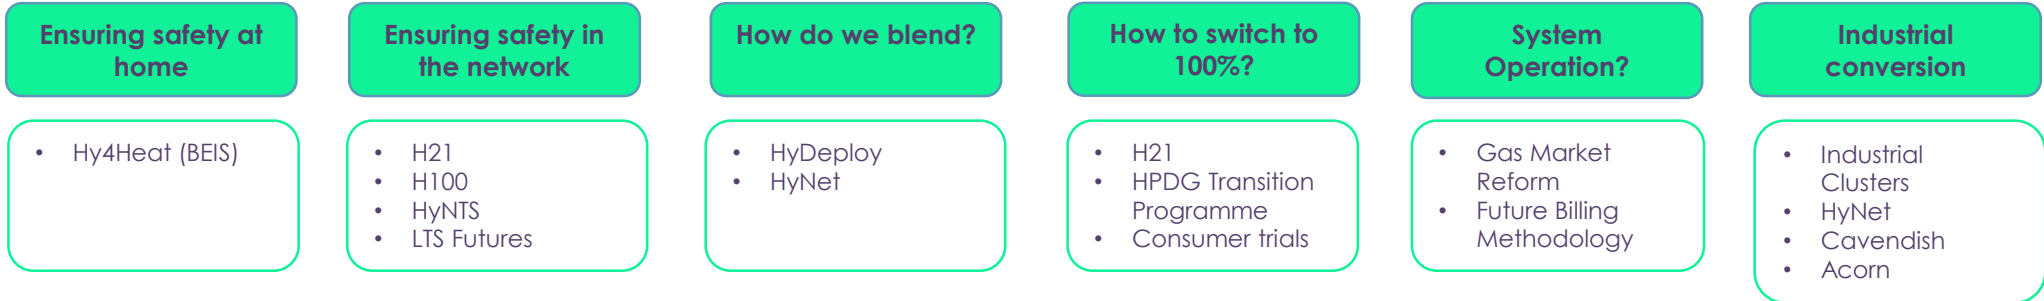 Ensuring safety at
home
• Hy4Heat (BEIS)
Ensuring safety in
the network
• H21
• H100
• HyNTS
• LTS Futures
How do we blend?
• HyDeploy
• HyNet
How to switch to
100%?
• H21
• HPDG Transition
Programme
• Consumer trials
System
Operation?
• Gas Market
Reform
• Future Billing
Methodology
Industrial
conversion
• Industrial
Clusters
• HyNet
• Cavendish
• Acorn